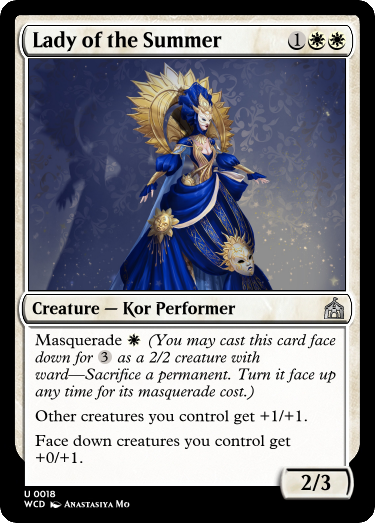 Lady of the Summer 1
Creature — Kor Performer
Masquerade (You may cast this card face
down for 3 as a 2/2 creature with
ward—Sacrifice a permanent. Turn it face up
any time for its masquerade cost.)
Other creatures you control get +1/+1.
Face down creatures you control get
+0/+1.
2/3
U 0018
WCD Anastasiya Mo